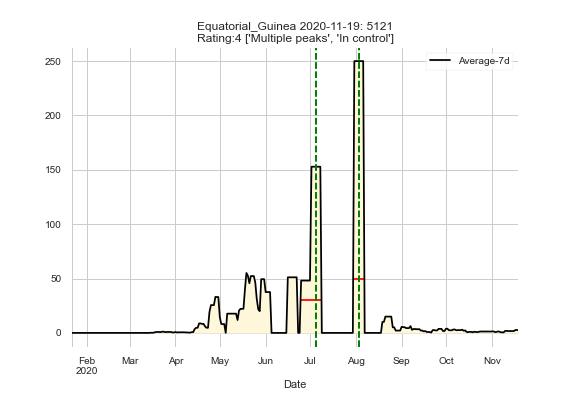 Equatorial_Guinea 2020-11-19: 5121
Rating:4 ['Multiple peaks', 'In control']
Average-7d
250
200
150
100
50
0
Feb Mar Apr May Jun Jul Aug Sep Oct Nov
2020
Date